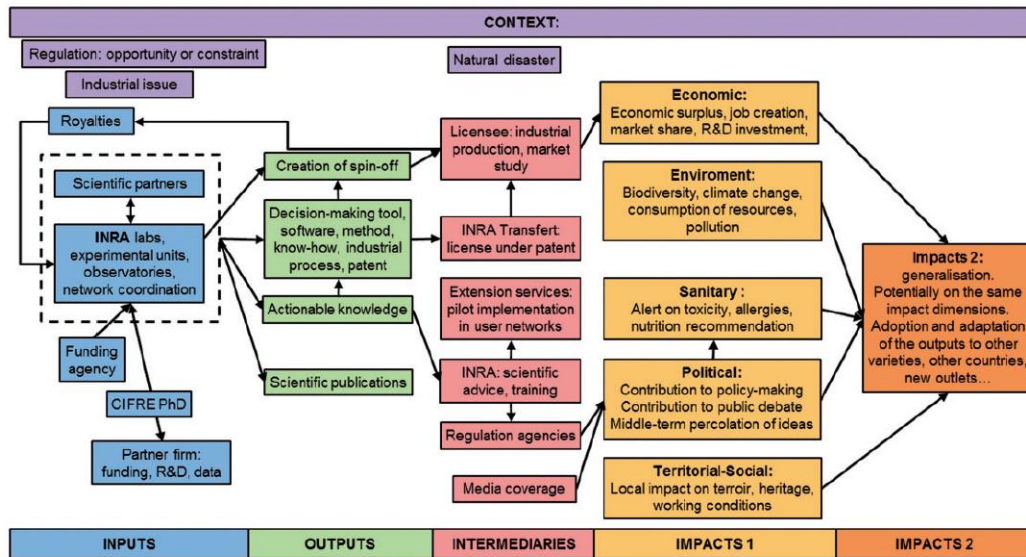 CONTEXT:
Regulation: opportunity or constraint
Industrial issue
Natural disaster
Royalties
Scientific partners
INRA labs,
experimental units,
observatories,
network coordination
Funding
agency
CIFRE PhD
Partner firm:
funding, R&D, data
Creation of spin-off
Decision-making tool,
software, method,
know-how, industrial
process, patent
Actionable knowledge
Scientific publications
Licensee: industrial
production, market
study
INRA Transfert:
license under patent
Extension services:
pilot implementation
in user networks
INRA: scientific
advice, training
Regulation agencies
Media coverage
Economic:
Economic surplus, job creation,
market share, R&D investment,
Enviroment:
Biodiversity, climate change,
consumption of resources,
pollution
Sanitary :
Alert on toxicity, allergies,
nutrition recommendation
Political:
Contribution to policy-making
Contribution to public debate
Middle-term percolation of ideas
Territorial-Social:
Local impact on terroir, heritage,
working conditions
Impacts 2:
generalisation.
Potentially on the same
impact dimensions.
Adoption and adaptation
of the outputs to other
varieties, other countries,
new outlets...
INPUTS
OUTPUTS
INTERMEDIARIES
IMPACTS 1
IMPACTS 2